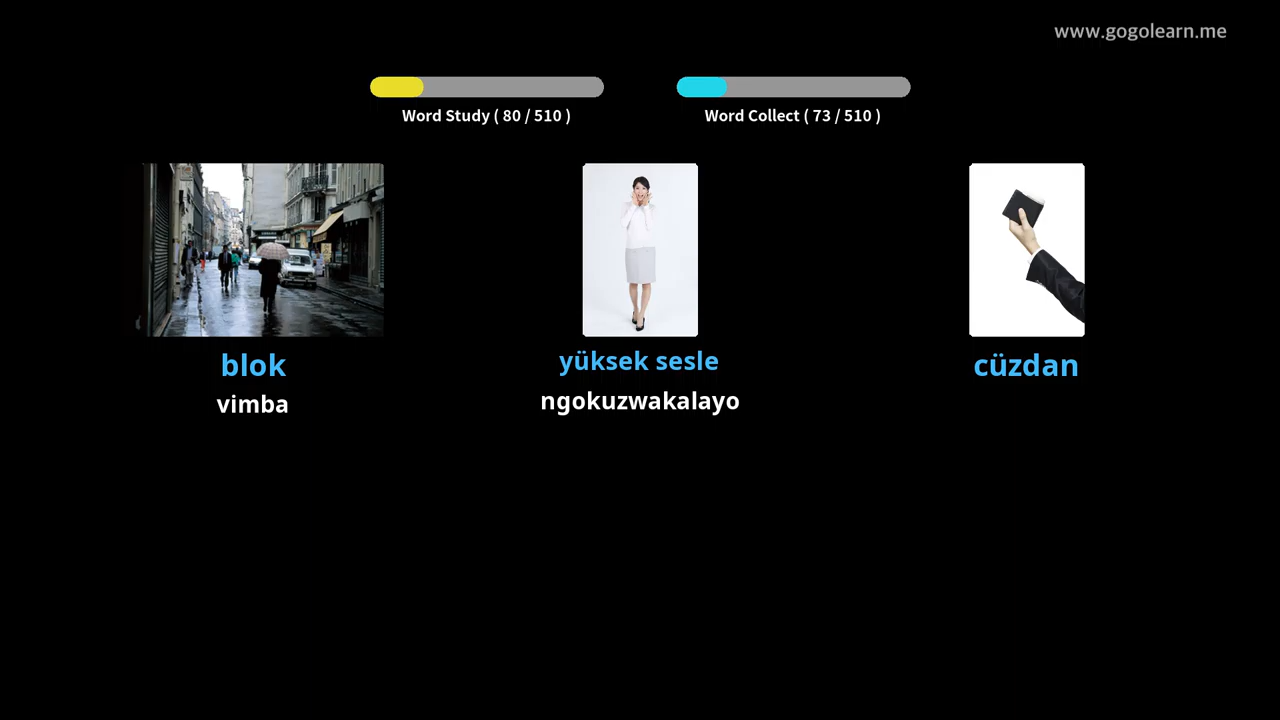 www.gogolearn.me
Word Study ( 80 / 510 )
Word Collect ( 73 / 510 )
blok
vimba
yüksek sesle
ngokuzwakalayo
cüzdan